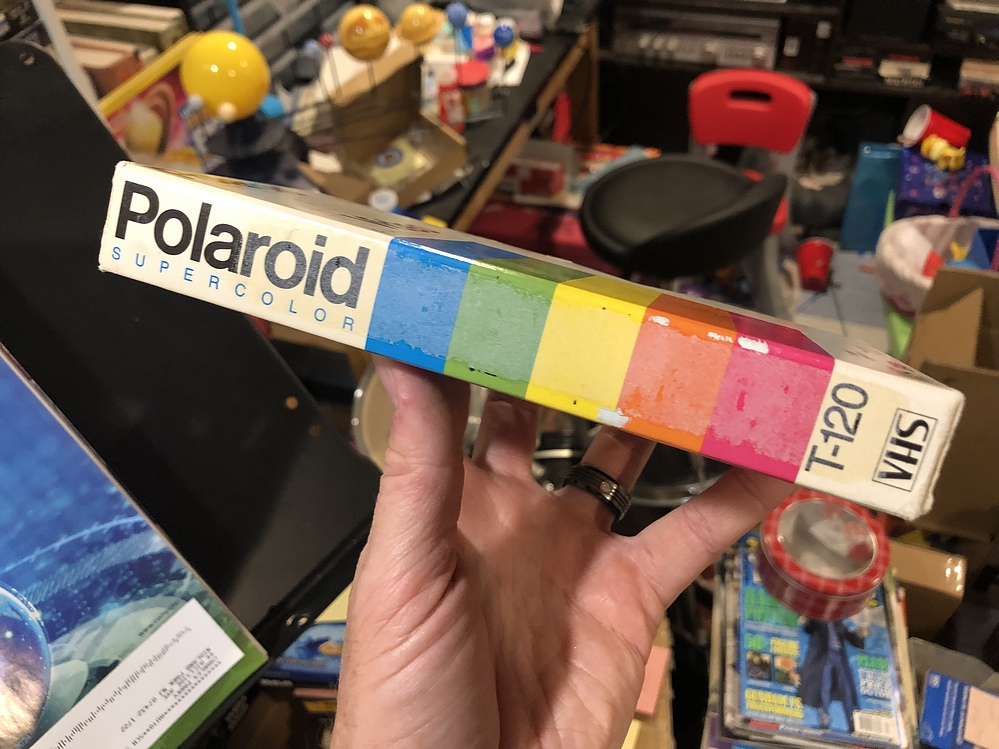 Polaroid
SUPERCOLOR
T-120
VHS